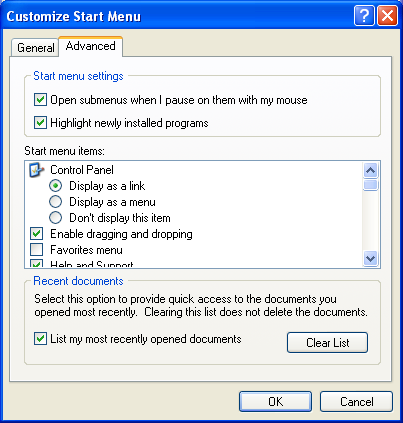 Customize Start Menu
General Advanced
Start menu settings
Open submenus when I pause on them with my mouse
Highlight newly installed programs
Start menu items:
Control Panel
Display as a link
Display as a menu
Don't display this item
Enable dragging and dropping
Favorites menu
Help and Support
Recent documents
Select this option to provide quick access to the documents you
opened most recently. Clearing this list does not delete the documents.
List my most recently opened documents
Clear List
OK Cancel